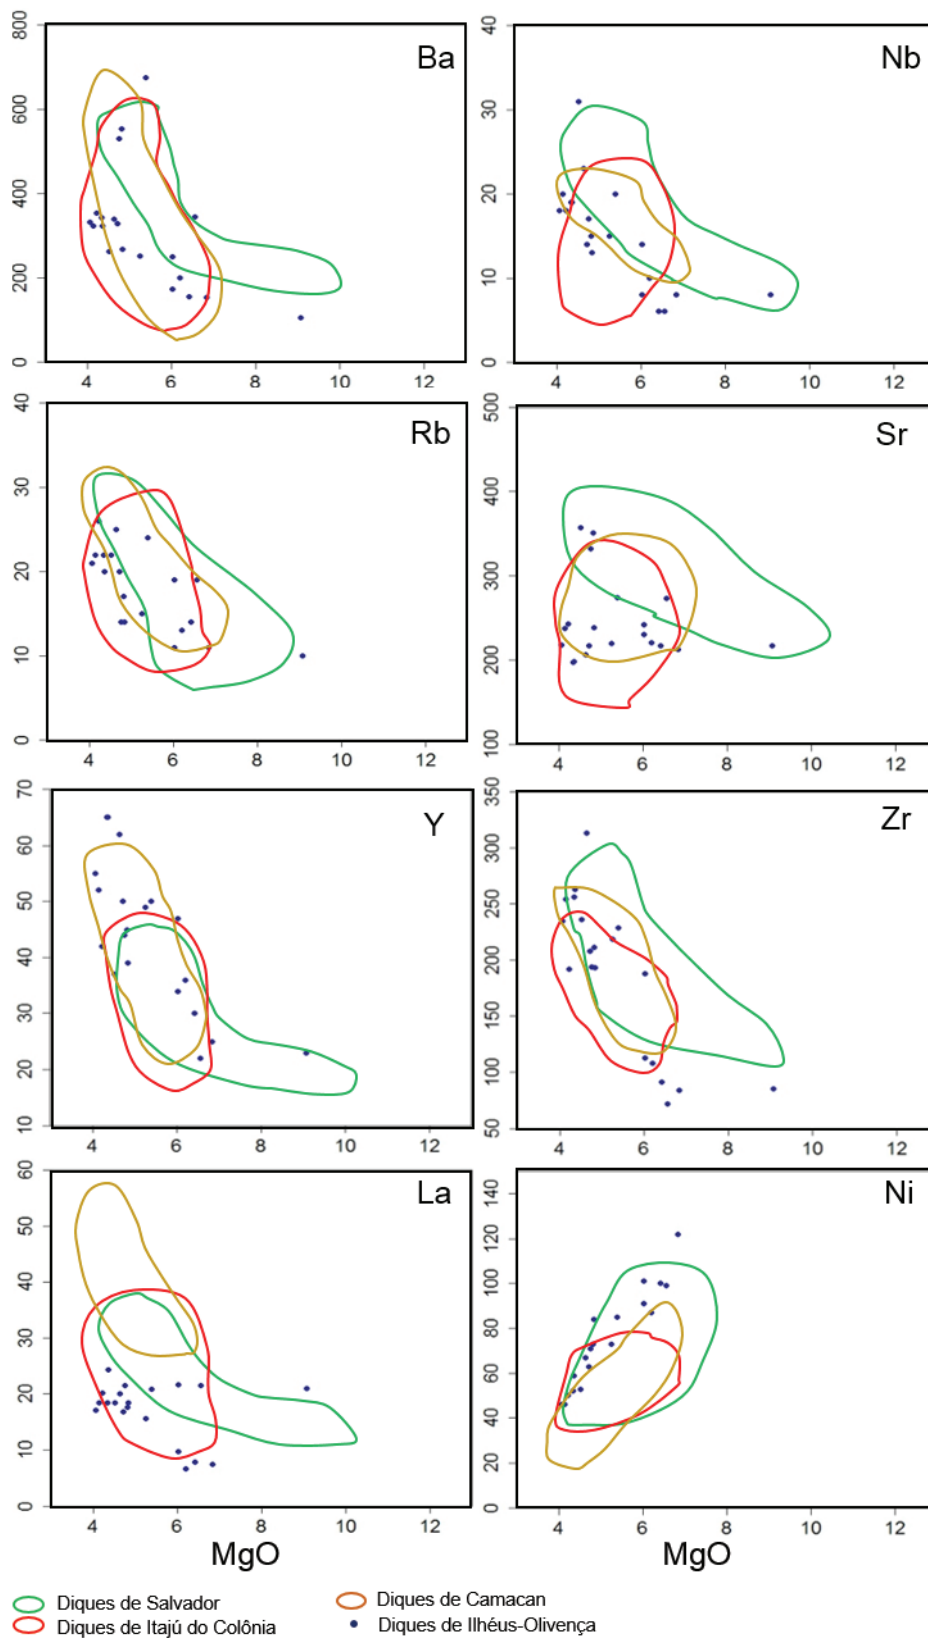 Ba
800
600
400
200
0
4 6 8 10 12
Nb
40
30
20
10
0
4 6 8 10 12
Rb
40
30
20
10
0
4 6 8 10 12
Sr
500
400
300
200
100
4 6 8 10 12
Y
70
60
50
40
30
20
10
4 6 8 10 12
Zr
350
300
250
200
150
100
50
4 6 8 10 12
La
60
50
40
30
20
10
0
4 6 8 10 12
MgO
Ni
140
120
100
80
60
40
20
0
4 6 8 10 12
MgO
Diques de Salvador
Diques de Itajú do Colônia
Diques de Camacan
Diques de Ilhéus-Olivença